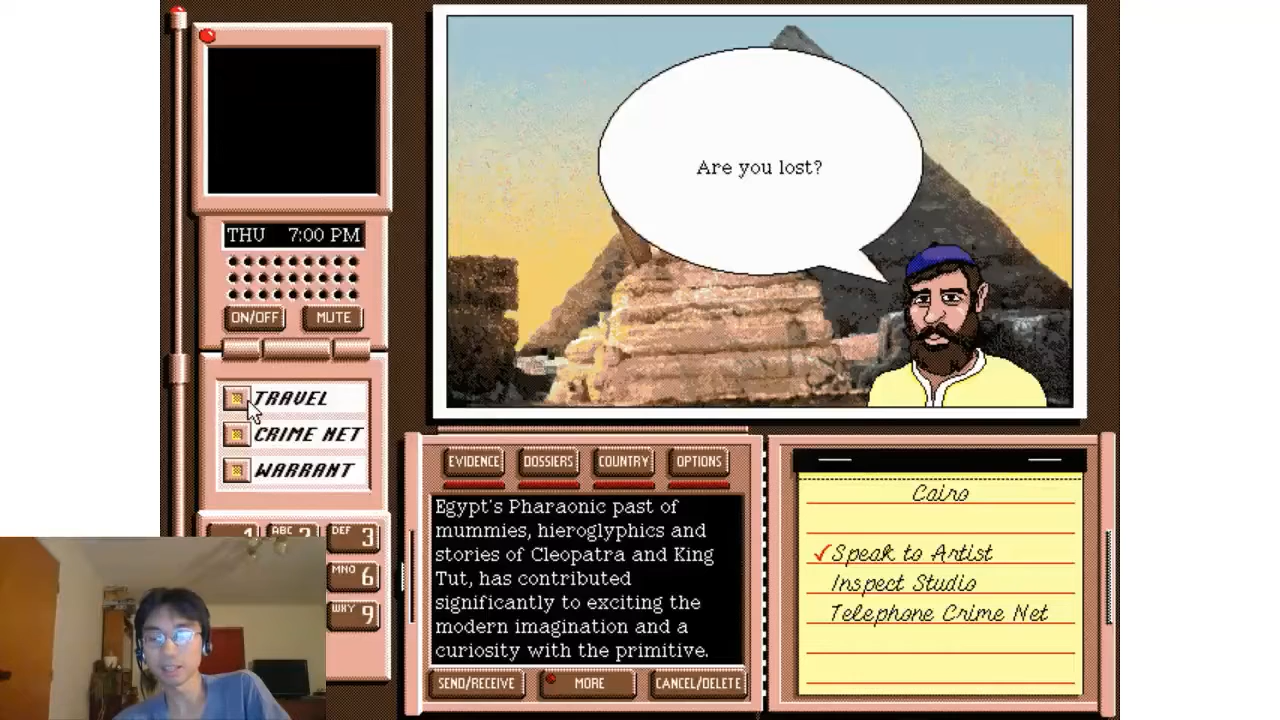 Are you lost?
THU 7:00 PM
ON/OFF
MUTE
TRAVEL
CRIME NET
WARRANT
ABC
DEF 3
MNO 6
WXY 9
EVIDENCE
DOSSIERS
COUNTRY
OPTIONS
Egypt's Pharaonic past of
mummies, hieroglyphics and
stories of Cleopatra and King
Tut, has contributed
significantly to exciting the
modern imagination and a
curiosity with the primitive.
SEND/RECEIVE
MORE
CANCEL/DELETE
Cairo
Speak to Artist
Inspect Studio
Telephone Crime Net